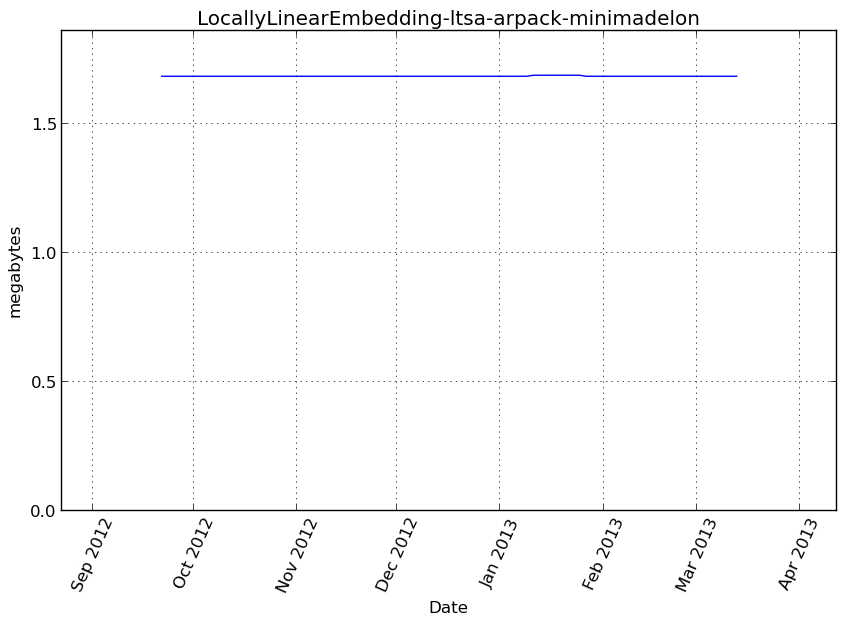 LocallyLinearEmbedding-ltsa-arpack-minimadelon
megabytes
1.5
1.0
0.5
0.0
Sep 2012
Oct 2012
Nov 2012
Dec 2012
Jan 2013
Feb 2013
Mar 2013
Apr 2013
Date